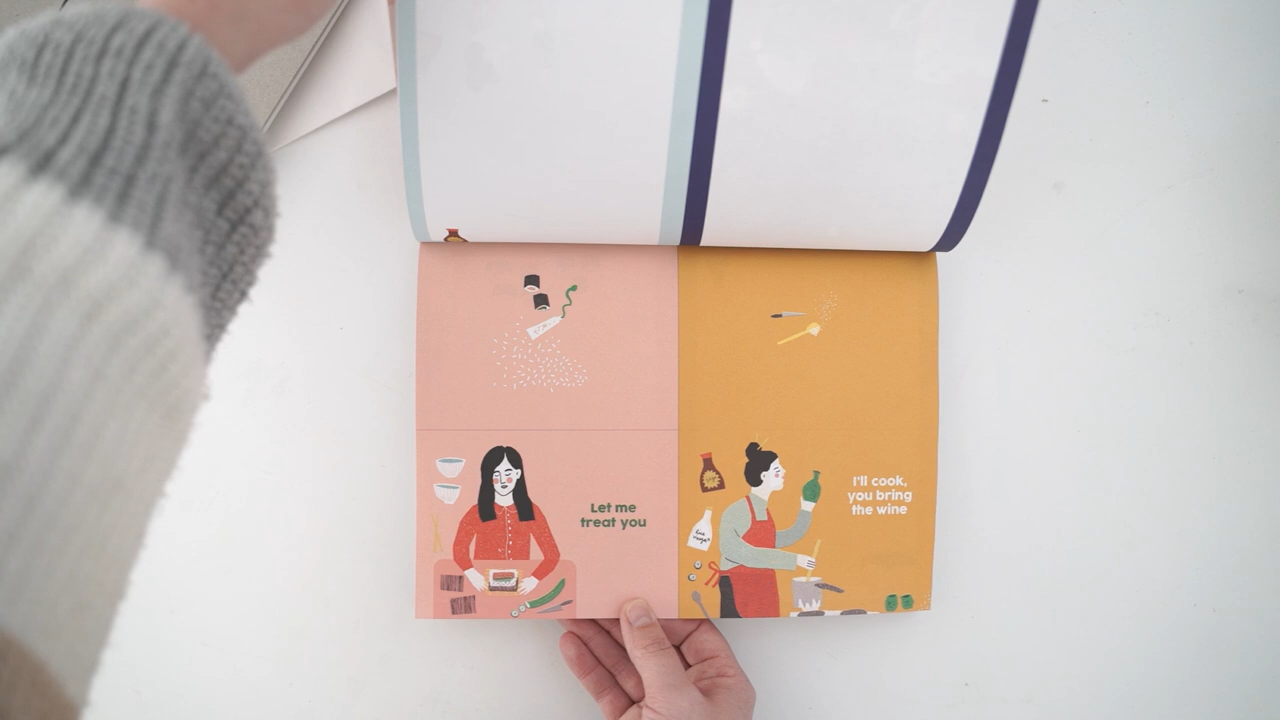 Let me
treat you
I'll cook,
you bring
the wine